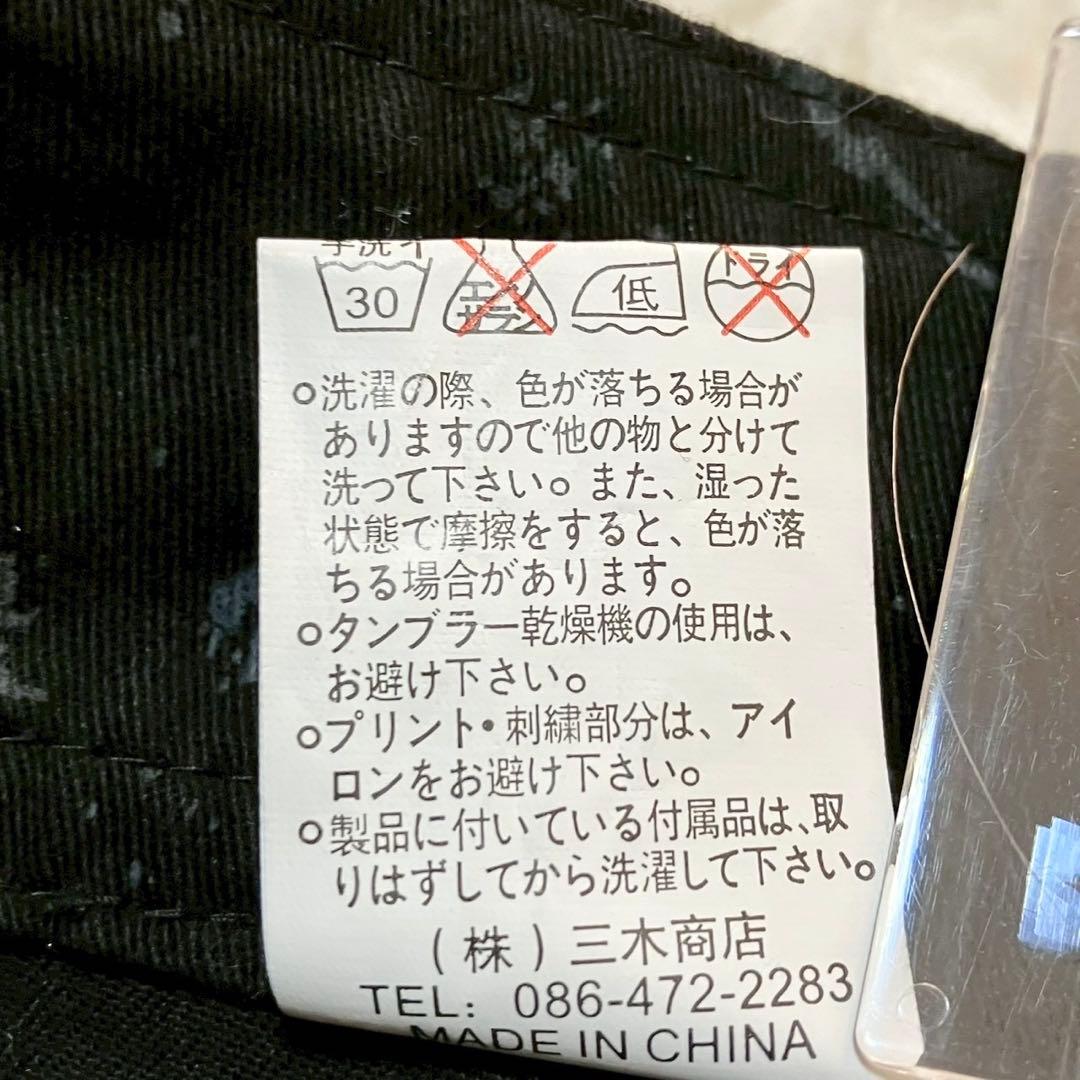 手洗イ
30
エンソ
サラシ
低
ドライ
○洗濯の際、色が落ちる場合が
ありますので他の物と分けて
洗って下さい。また、湿った
状態で摩擦をすると、色が落
ちる場合があります。
○タンブラー乾燥機の使用は、
お避け下さい。
○プリント・刺繍部分は、アイ
ロンをお避け下さい。
○製品に付いている付属品は、取
りはずしてから洗濯して下さい。
(株)三木商店
TEL: 086-472-2283
MADE IN CHINA